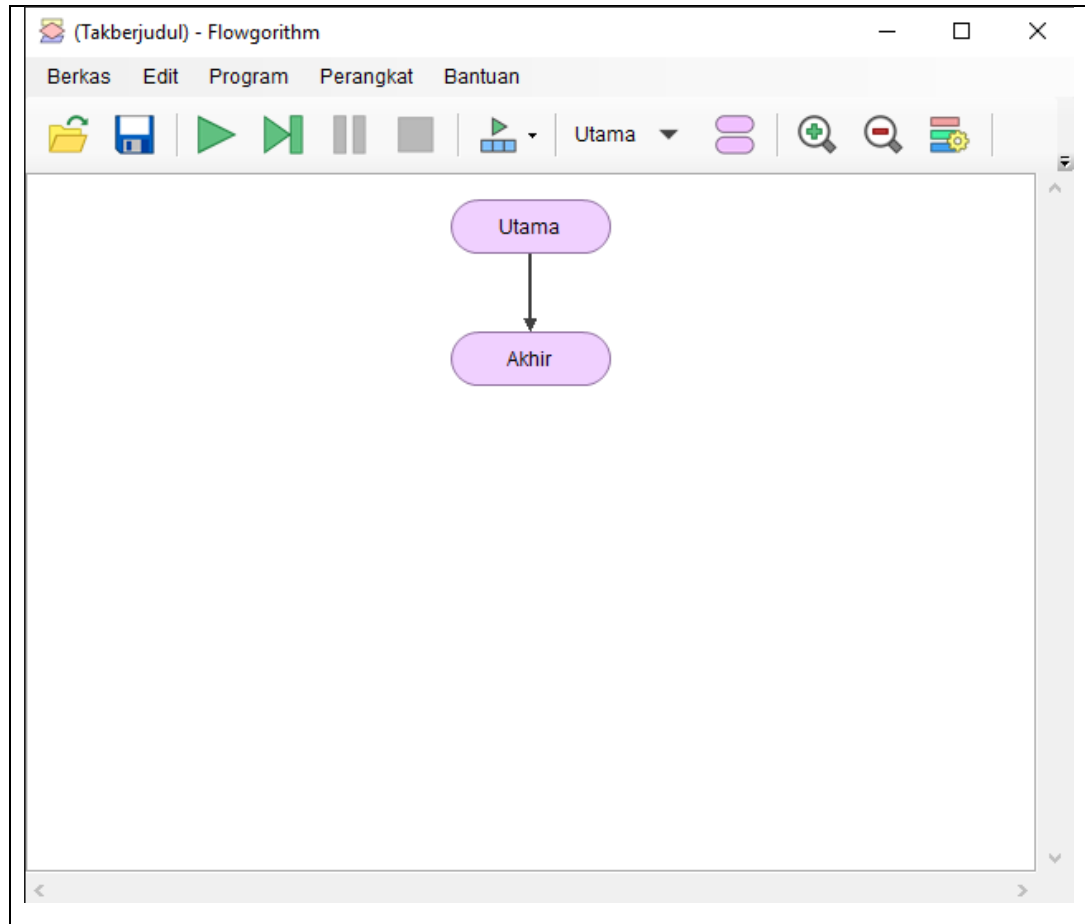 (Takberjudul) - Flowgorithm
Berkas Edit Program Perangkat Bantuan
Utama
Utama
Akhir